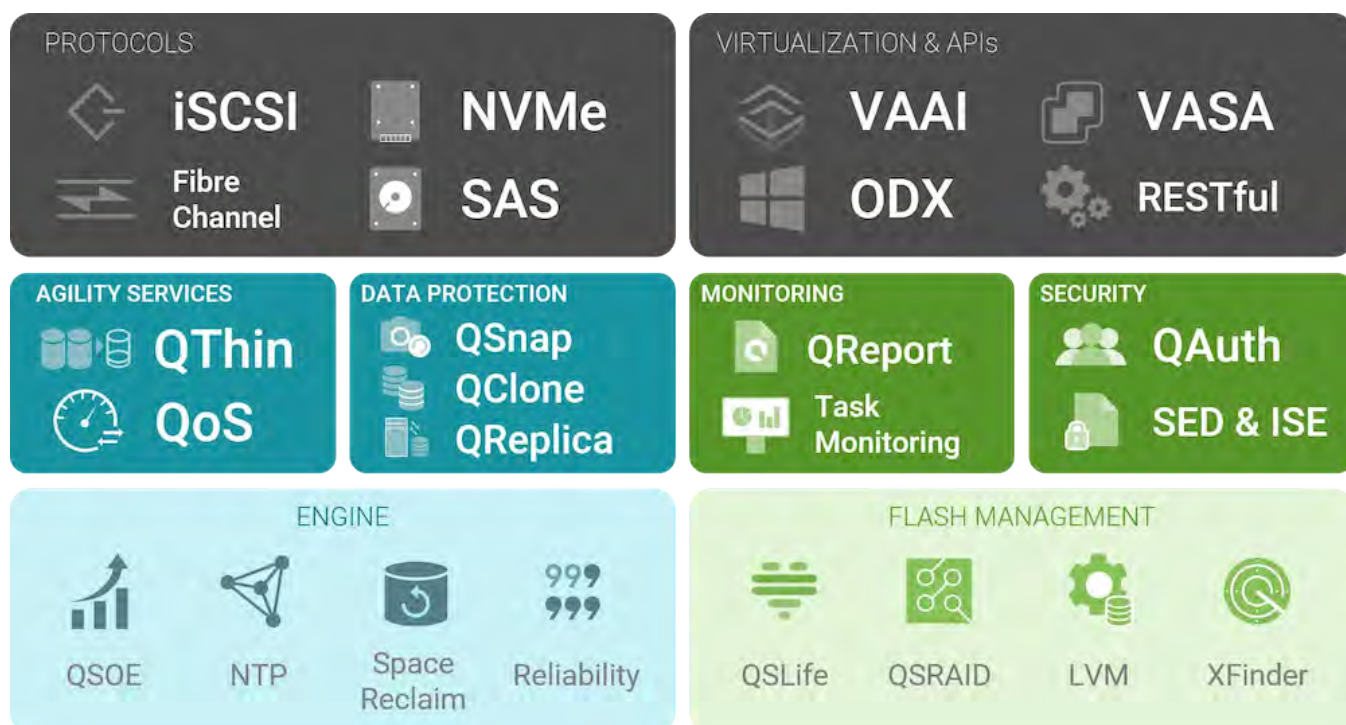 PROTOCOLS
iSCSI
NVMe
Fibre
Channel
SAS
VIRTUALIZATION & APIs
VAAI
VASA
ODX
RESTful
AGILITY SERVICES
QThin
QoS
DATA PROTECTION
QSnap
QClone
QReplica
MONITORING
QReport
Task
Monitoring
SECURITY
QAuth
SED & ISE
ENGINE
999
999
QSOE
NTP
Space
Reclaim
Reliability
FLASH MANAGEMENT
QSLife
QSRAID
LVM
XFinder